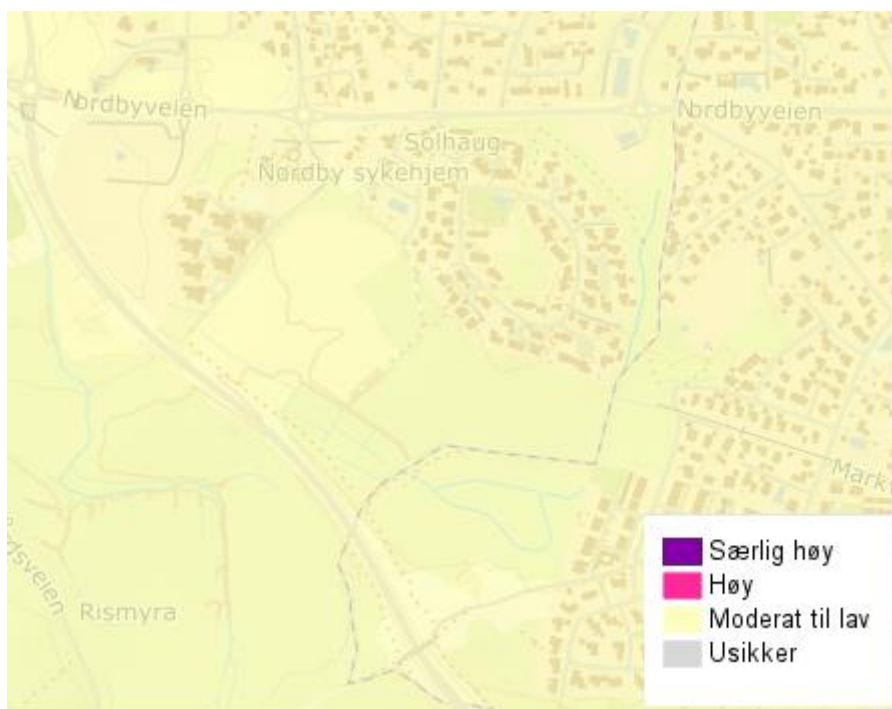 Nordbyveien
Nordbyveien
Solhaug
Nordby sykehjem
Rismyra
Særlig høy
Høy
Moderat til lav
Usikker